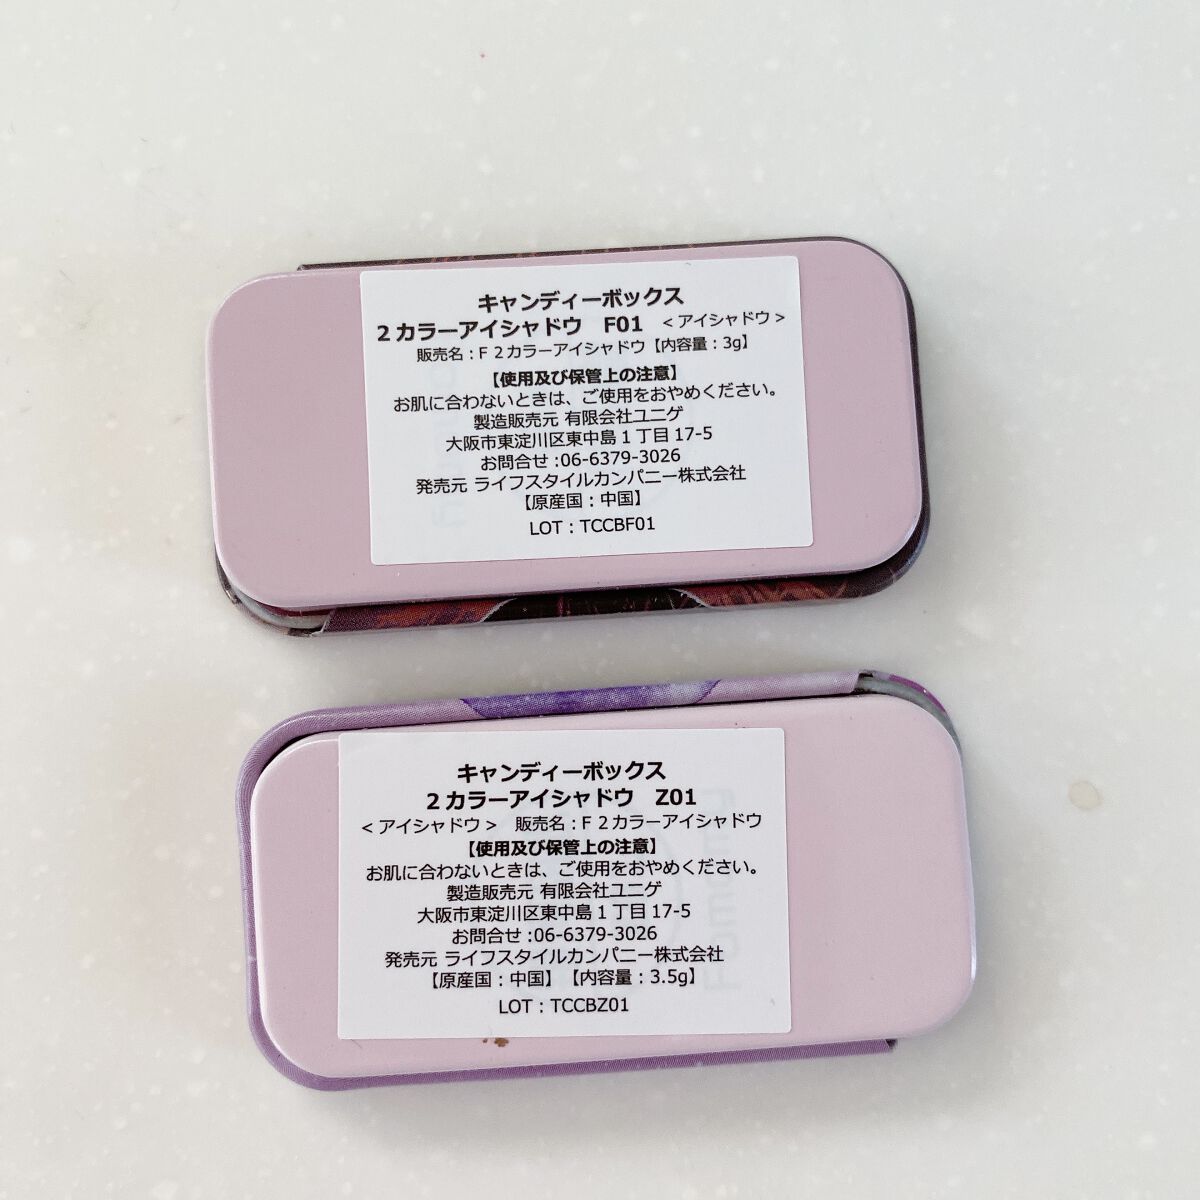 キャンディーボックス
2カラーアイシャドウ F01 <アイシャドウ>
販売名:F2カラーアイシャドウ【内容量:3g】
【使用及び保管上の注意】
お肌に合わないときは、ご使用をおやめください。
製造販売元 有限会社ユニゲ
大阪市東淀川区東中島1丁目17-5
お問合せ:06-6379-3026
発売元 ライフスタイルカンパニー株式会社
【原産国:中国】
LOT:TCCBF01
キャンディーボックス
2カラーアイシャドウ Z01
<アイシャドウ> 販売名:F2カラーアイシャドウ
【使用及び保管上の注意】
お肌に合わないときは、ご使用をおやめください。
製造販売元 有限会社ユニゲ
大阪市東淀川区東中島1丁目17-5
お問合せ:06-6379-3026
発売元 ライフスタイルカンパニー株式会社
【原産国:中国】【内容量:3.5g】
LOT:TCCBZ01